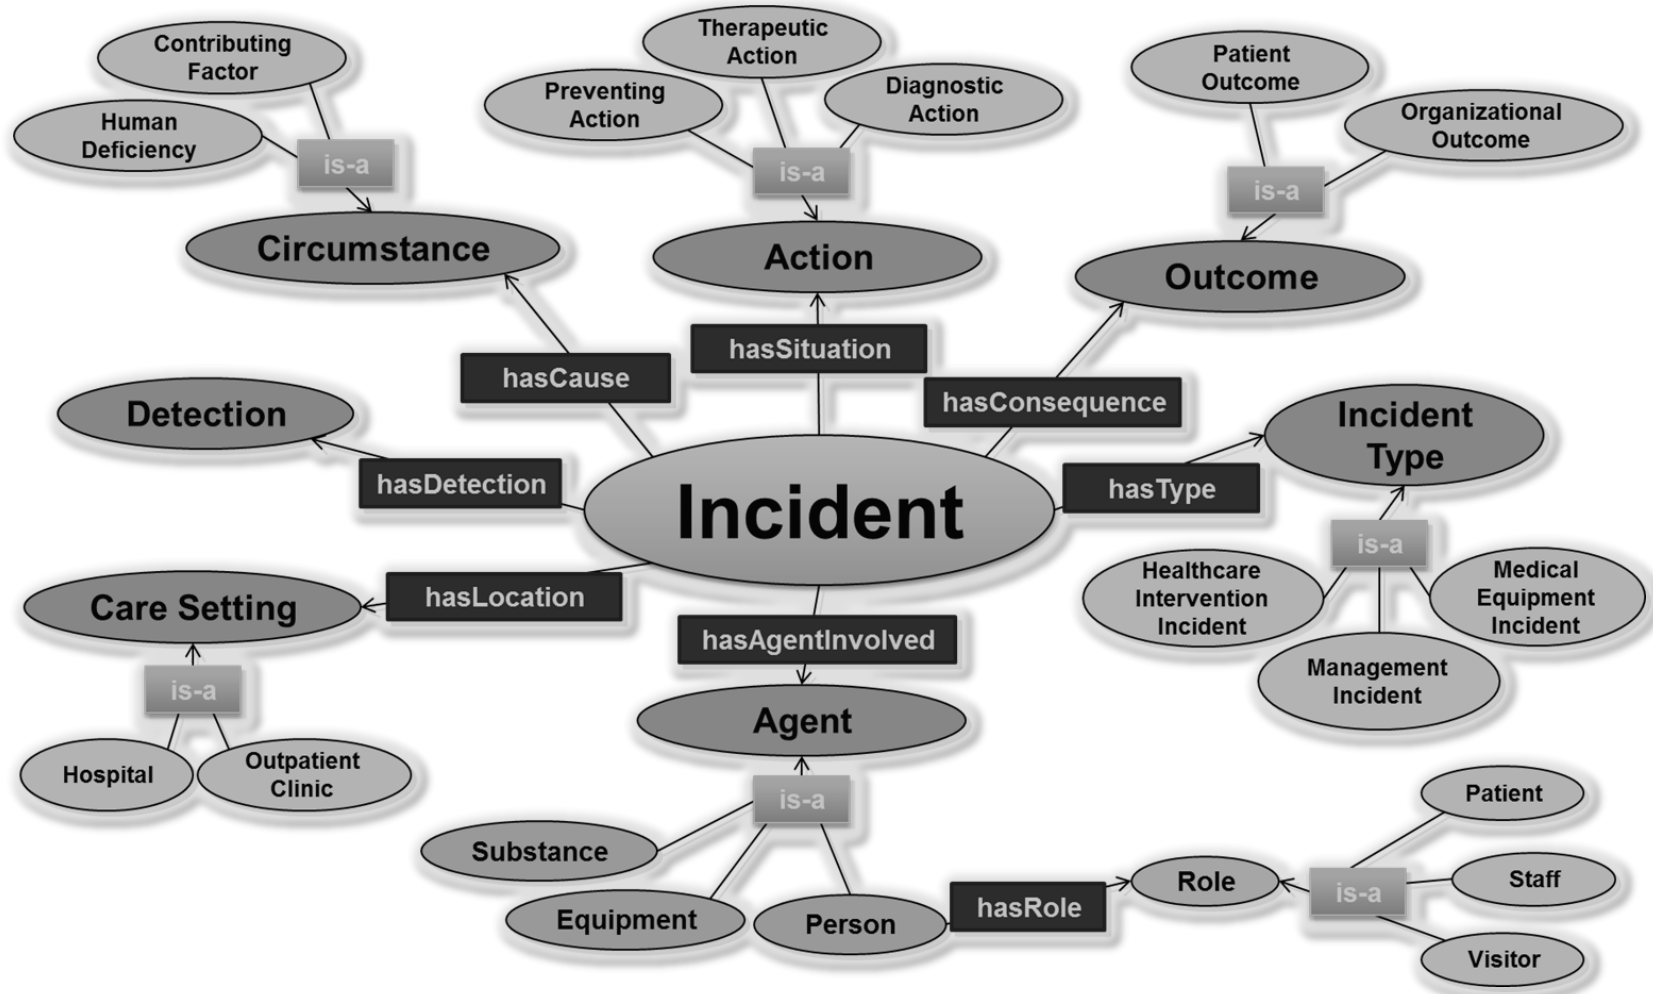 Contributing
Factor
Human
Deficiency
is-a
Circumstance
Therapeutic
Action
Preventing
Action
Diagnostic
Action
is-a
Action
Patient
Outcome
Organizational
Outcome
is-a
Outcome
hasCause
hasSituation
hasConsequence
Detection
hasDetection
Incident
hasType
Incident
Type
is-a
Healthcare
Intervention
Incident
Medical
Equipment
Incident
Management
Incident
Care Setting
hasLocation
is-a
Hospital
Outpatient
Clinic
hasAgentInvolved
Agent
is-a
Substance
Equipment
Person
hasRole
Role
is-a
Patient
Staff
Visitor